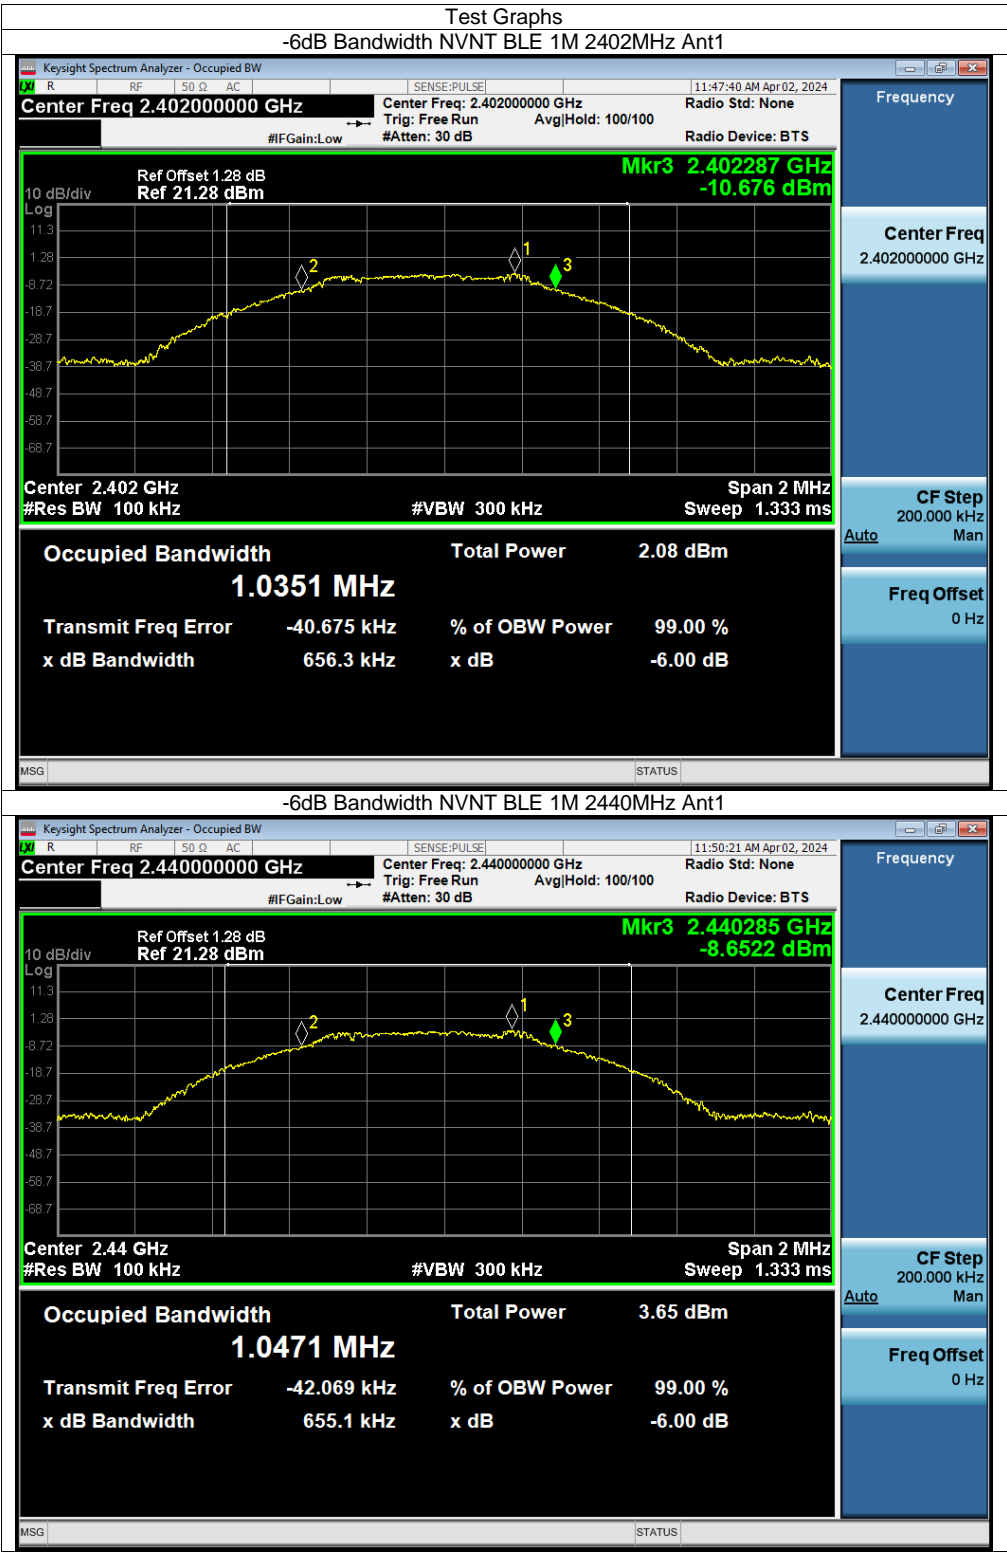 Test Graphs
-6dB Bandwidth NVNT BLE 1M 2402MHz Ant1
Keysight Spectrum Analyzer - Occupied BW
LXI R RF 50 Ω AC SENSE:PULSE 11:47:40 AM Apr 02, 2024
Center Freq 2.402000000 GHz
Center Freq: 2.402000000 GHz
Radio Std: None
Trig: Free Run Avg|Hold: 100/100
#IFGain:Low #Atten: 30 dB Radio Device: BTS
Frequency
Mkr3 2.402287 GHz
-10.676 dBm
Ref Offset 1.28 dB
10 dB/div Ref 21.28 dBm
Log
11.3
1.28
-8.72
-18.7
-28.7
-38.7
-48.7
-58.7
-68.7
1
2
3
Center 2.402 GHz Span 2 MHz
#Res BW 100 kHz #VBW 300 kHz Sweep 1.333 ms
Center Freq
2.402000000 GHz
CF Step
200.000 kHz
Auto Man
Freq Offset
0 Hz
Occupied Bandwidth Total Power 2.08 dBm
1.0351 MHz
Transmit Freq Error -40.675 kHz % of OBW Power 99.00 %
x dB Bandwidth 656.3 kHz x dB -6.00 dB
MSG STATUS
-6dB Bandwidth NVNT BLE 1M 2440MHz Ant1
Keysight Spectrum Analyzer - Occupied BW
LXI R RF 50 Ω AC SENSE:PULSE 11:50:21 AM Apr 02, 2024
Center Freq 2.440000000 GHz
Center Freq: 2.440000000 GHz
Radio Std: None
Trig: Free Run Avg|Hold: 100/100
#IFGain:Low #Atten: 30 dB Radio Device: BTS
Frequency
Mkr3 2.440285 GHz
-8.6522 dBm
Ref Offset 1.28 dB
10 dB/div Ref 21.28 dBm
Log
11.3
1.28
-8.72
-18.7
-28.7
-38.7
-48.7
-58.7
-68.7
1
2
3
Center 2.44 GHz Span 2 MHz
#Res BW 100 kHz #VBW 300 kHz Sweep 1.333 ms
Center Freq
2.440000000 GHz
CF Step
200.000 kHz
Auto Man
Freq Offset
0 Hz
Occupied Bandwidth Total Power 3.65 dBm
1.0471 MHz
Transmit Freq Error -42.069 kHz % of OBW Power 99.00 %
x dB Bandwidth 655.1 kHz x dB -6.00 dB
MSG STATUS